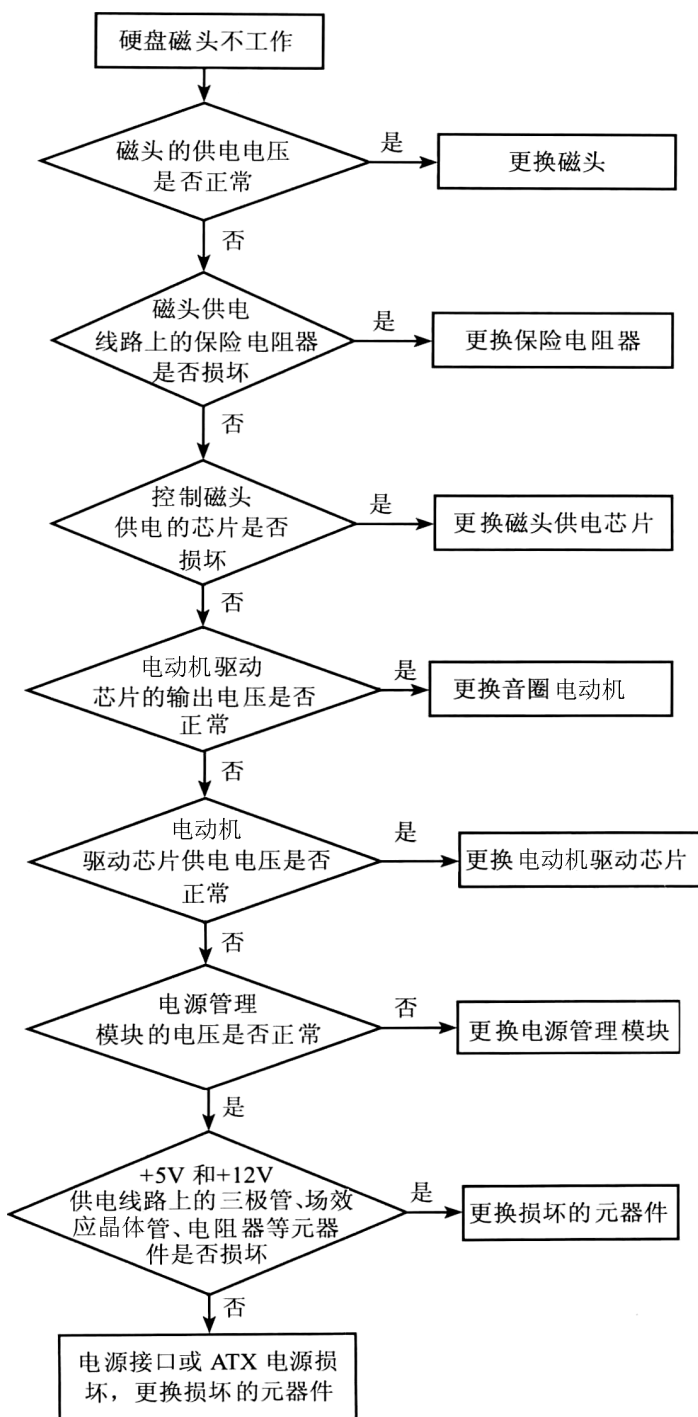 硬盘磁头不工作
磁头的供电电压
是否正常
是
更换磁头
否
磁头供电
线路上的保险电阻器
是否损坏
是
更换保险电阻器
否
控制磁头
供电的芯片是否
损坏
是
更换磁头供电芯片
否
电动机驱动
芯片的输出电压是否
正常
是
更换音圈电动机
否
电动机
驱动芯片供电电压是否
正常
是
更换电动机驱动芯片
否
电源管理
模块的电压是否正常
否
更换电源管理模块
是
+5V 和+12V
供电线路上的三极管、场效
应晶体管、电阻器等元器
件是否损坏
是
更换损坏的元器件
否
电源接口或 ATX 电源损
坏，更换损坏的元器件